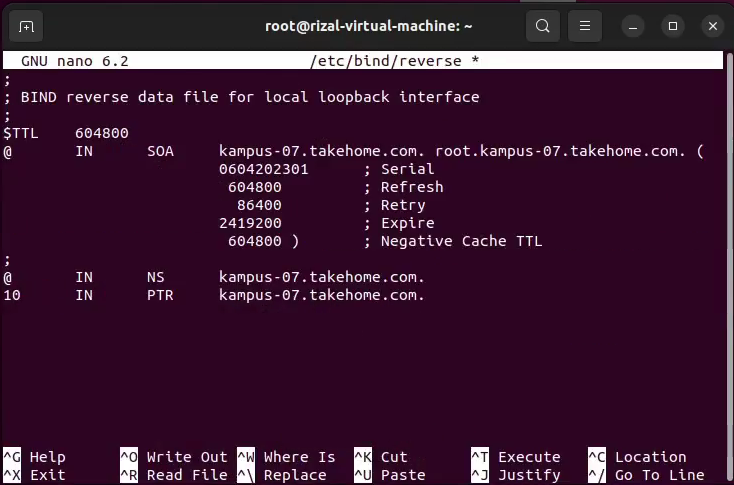 root@rizal-virtual-machine: ~
GNU nano 6.2 /etc/bind/reverse *
;
; BIND reverse data file for local loopback interface
;
$TTL 604800
@ IN SOA kampus-07.takehome.com. root.kampus-07.takehome.com. (
0604202301 ; Serial
604800 ; Refresh
86400 ; Retry
2419200 ; Expire
604800 ) ; Negative Cache TTL
;
@ IN NS kampus-07.takehome.com.
10 IN PTR kampus-07.takehome.com.
^G Help ^O Write Out ^W Where Is ^K Cut ^T Execute ^C Location
^X Exit ^R Read File ^\ Replace ^U Paste ^J Justify ^/ Go To Line